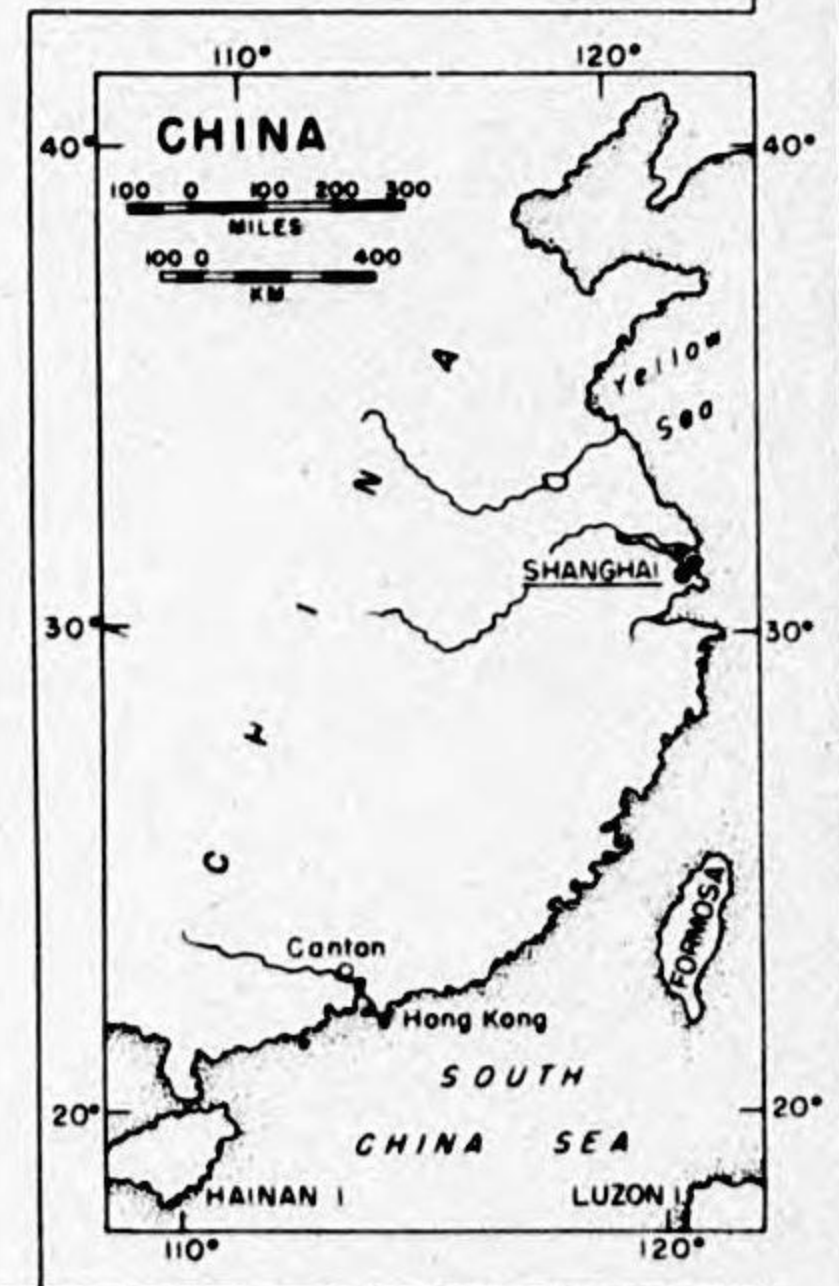 110° 120°
40° CHINA 40°
100 0 100 200 300
MILES
100 0 400
KM
Yellow
Sea
CHINA
SHANGHAI
30° 30°
FORMOSA
Canton
Hong Kong
SOUTH
20° 20°
CHINA SEA
HAINAN I LUZON I.
110° 120°